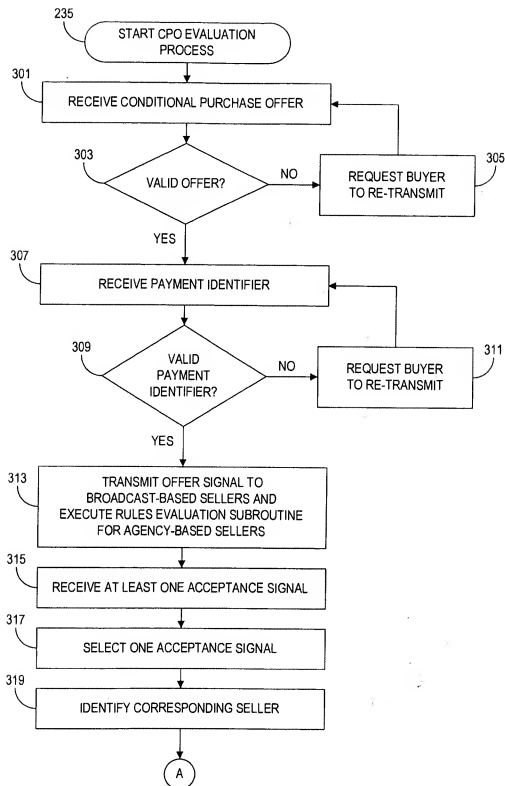 235
START CPO EVALUATION
PROCESS
301
RECEIVE CONDITIONAL PURCHASE OFFER
303
VALID OFFER?
NO
REQUEST BUYER
TO RE-TRANSMIT
305
YES
307
RECEIVE PAYMENT IDENTIFIER
309
VALID
PAYMENT
IDENTIFIER?
NO
REQUEST BUYER
TO RE-TRANSMIT
311
YES
313
TRANSMIT OFFER SIGNAL TO
BROADCAST-BASED SELLERS AND
EXECUTE RULES EVALUATION SUBROUTINE
FOR AGENCY-BASED SELLERS
315
RECEIVE AT LEAST ONE ACCEPTANCE SIGNAL
317
SELECT ONE ACCEPTANCE SIGNAL
319
IDENTIFY CORRESPONDING SELLER
A